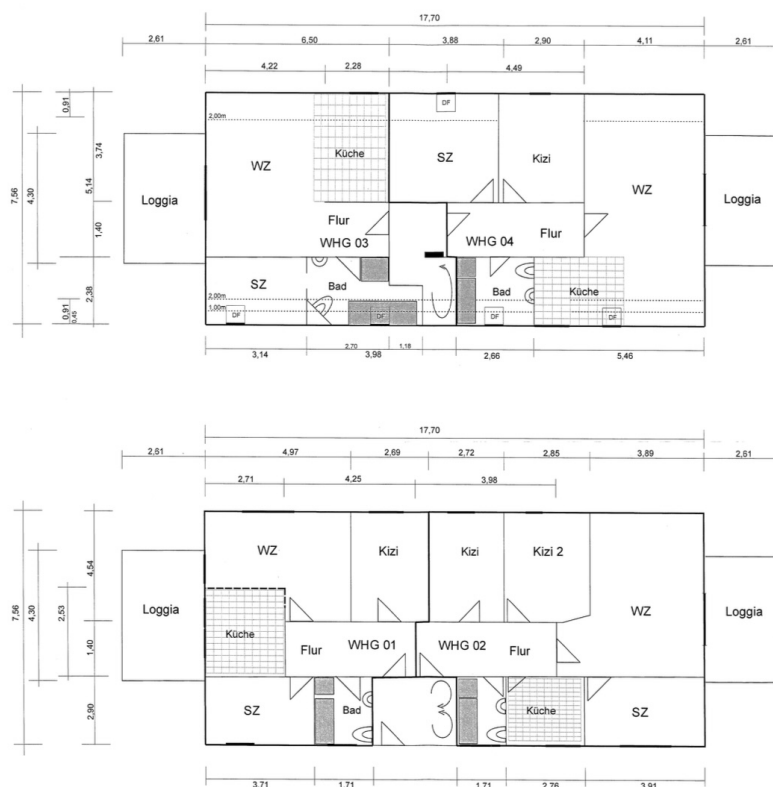 17,70
2,61 6,50 3,88 2,90 4,11 2,61
4,22 2,28 4,49
0,91
2,00m
DF
3,74
WZ Küche SZ Kizi WZ
7,56 4,30 5,14
Loggia Loggia
1,40
Flur Flur
WHG 03 WHG 04
SZ Bad Bad Küche
2,38
2,00m
0,91 0,45
1,00m
DF DF DF DF
2,70 1,18
3,14 3,98 2,66 5,46
17,70
2,61 4,97 2,69 2,72 2,85 3,89 2,61
2,71 4,25 3,98
4,54
WZ Kizi Kizi Kizi 2 WZ
7,56 4,30 2,53
Loggia Loggia
Küche
1,40
Flur WHG 01 WHG 02 Flur
2,90
SZ Bad Bad Küche SZ
3,71 1,71 1,71 2,76 3,91